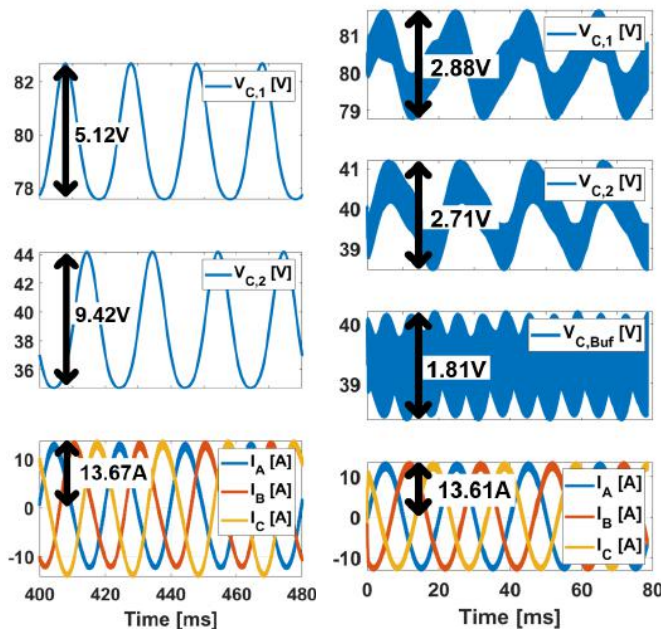 82
80
78
V_C,1 [V]
5.12V
44
42
40
38
36
V_C,2 [V]
9.42V
10
0
-10
13.67A
I_A [A]
I_B [A]
I_C [A]
400 420 440 460 480
Time [ms]
81
80
79
V_C,1 [V]
2.88V
41
40
39
V_C,2 [V]
2.71V
40
39
V_C,Buf [V]
1.81V
10
0
-10
13.61A
I_A [A]
I_B [A]
I_C [A]
0 20 40 60 80
Time [ms]